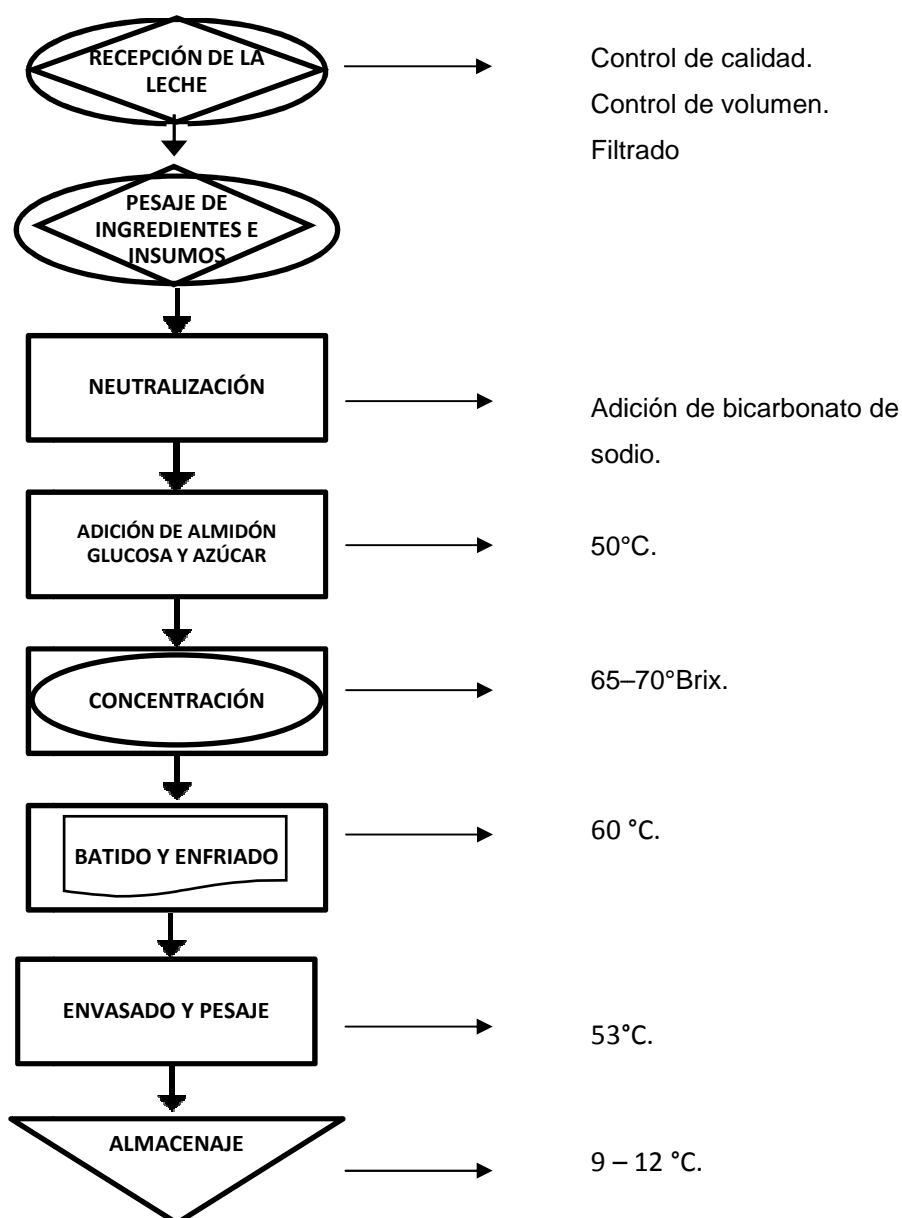 RECEPCIÓN DE LA
LECHE
Control de calidad.
Control de volumen.
Filtrado
PESAJE DE
INGREDIENTES E
INSUMOS
NEUTRALIZACIÓN
Adición de bicarbonato de
sodio.
ADICIÓN DE ALMIDÓN
GLUCOSA Y AZÚCAR
50°C.
CONCENTRACIÓN
65–70°Brix.
BATIDO Y ENFRIADO
60 °C.
ENVASADO Y PESAJE
53°C.
ALMACENAJE
9 – 12 °C.